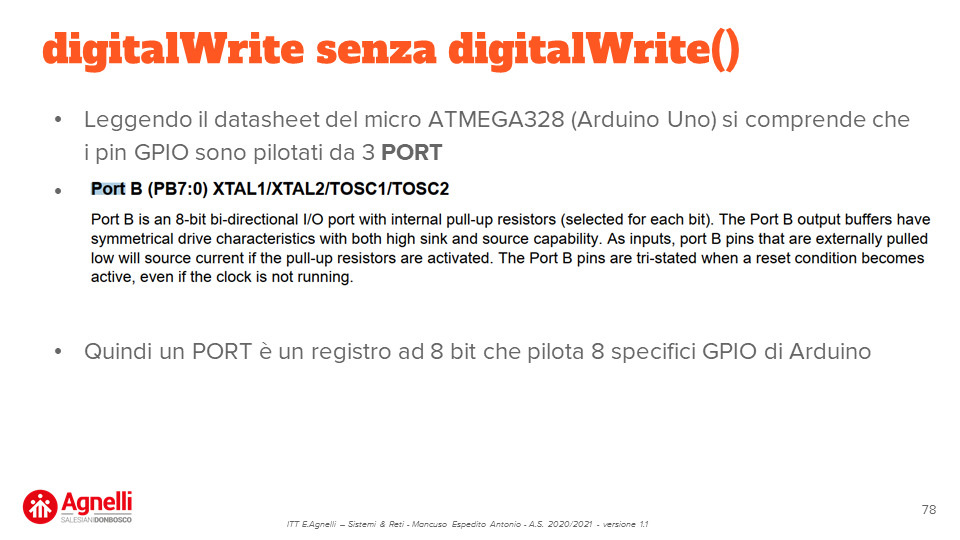 digitalWrite senza digitalWrite()
• Leggendo il datasheet del micro ATMEGA328 (Arduino Uno) si comprende che
i pin GPIO sono pilotati da 3 PORT
• Port B (PB7:0) XTAL1/XTAL2/TOSC1/TOSC2
Port B is an 8-bit bi-directional I/O port with internal pull-up resistors (selected for each bit). The Port B output buffers have
symmetrical drive characteristics with both high sink and source capability. As inputs, port B pins that are externally pulled
low will source current if the pull-up resistors are activated. The Port B pins are tri-stated when a reset condition becomes
active, even if the clock is not running.
• Quindi un PORT è un registro ad 8 bit che pilota 8 specifici GPIO di Arduino
Agnelli
SALESIANI DONBOSCO
78
ITT E.Agnelli – Sistemi & Reti - Mancuso Espedito Antonio - A.S. 2020/2021 - versione 1.1